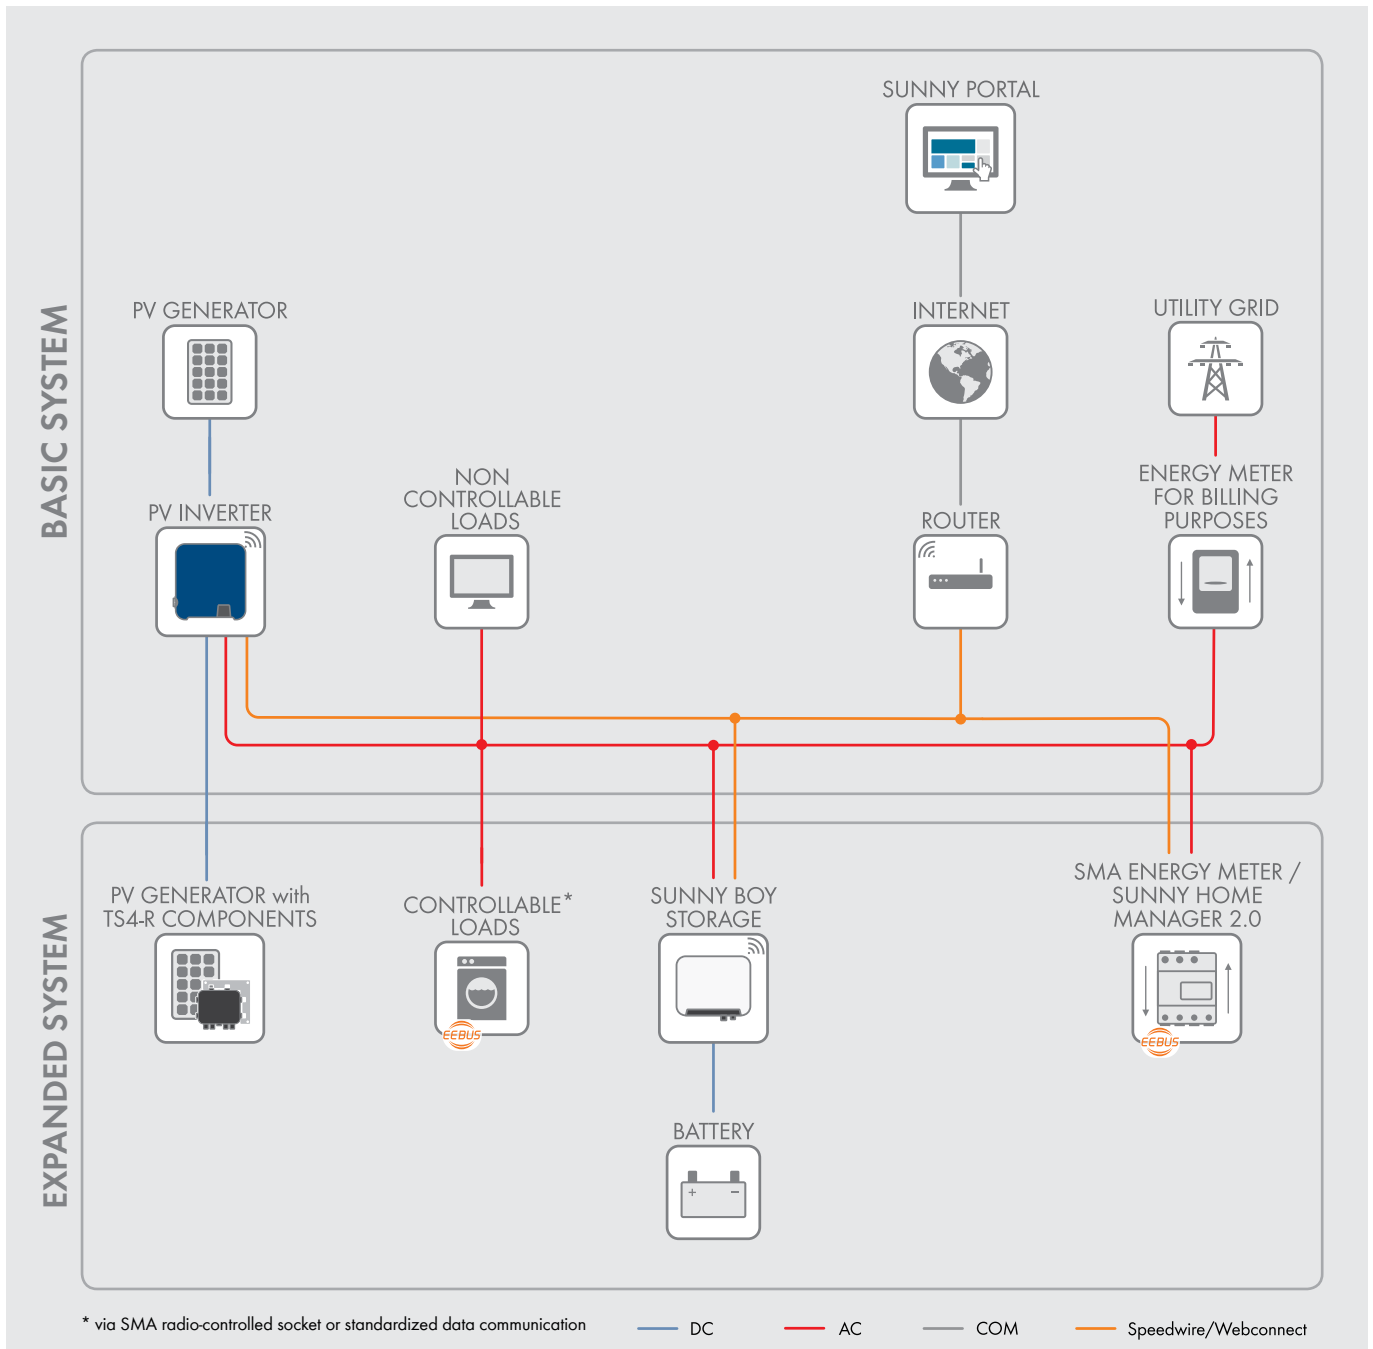 BASIC SYSTEM
SUNNY PORTAL
PV GENERATOR
INTERNET
UTILITY GRID
PV INVERTER
NON
CONTROLLABLE
LOADS
ROUTER
ENERGY METER
FOR BILLING
PURPOSES
EXPANDED SYSTEM
PV GENERATOR with
TS4-R COMPONENTS
CONTROLLABLE*
LOADS
EEBUS
SUNNY BOY
STORAGE
SMA ENERGY METER /
SUNNY HOME
MANAGER 2.0
EEBUS
BATTERY
+ −
* via SMA radio-controlled socket or standardized data communication
DC
AC
COM
Speedwire/Webconnect